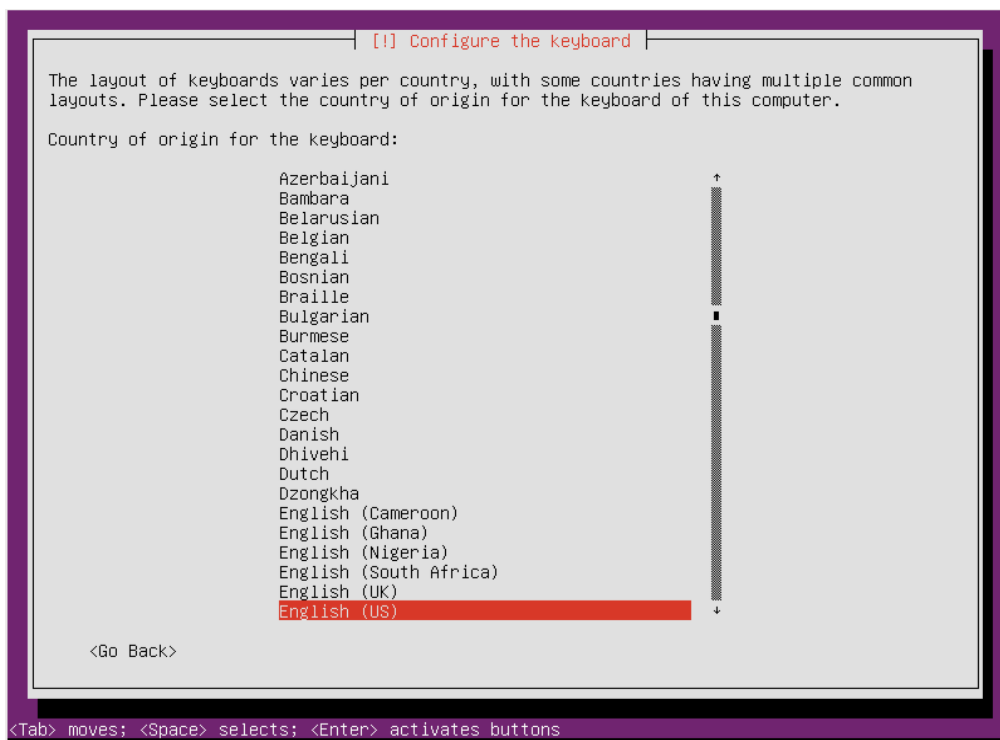 [!] Configure the keyboard
The layout of keyboards varies per country, with some countries having multiple common
layouts. Please select the country of origin for the keyboard of this computer.
Country of origin for the keyboard:
Azerbaijani
Bambara
Belarusian
Belgian
Bengali
Bosnian
Braille
Bulgarian
Burmese
Catalan
Chinese
Croatian
Czech
Danish
Dhivehi
Dutch
Dzongkha
English (Cameroon)
English (Ghana)
English (Nigeria)
English (South Africa)
English (UK)
English (US)
<Go Back>
<Tab> moves; <Space> selects; <Enter> activates buttons